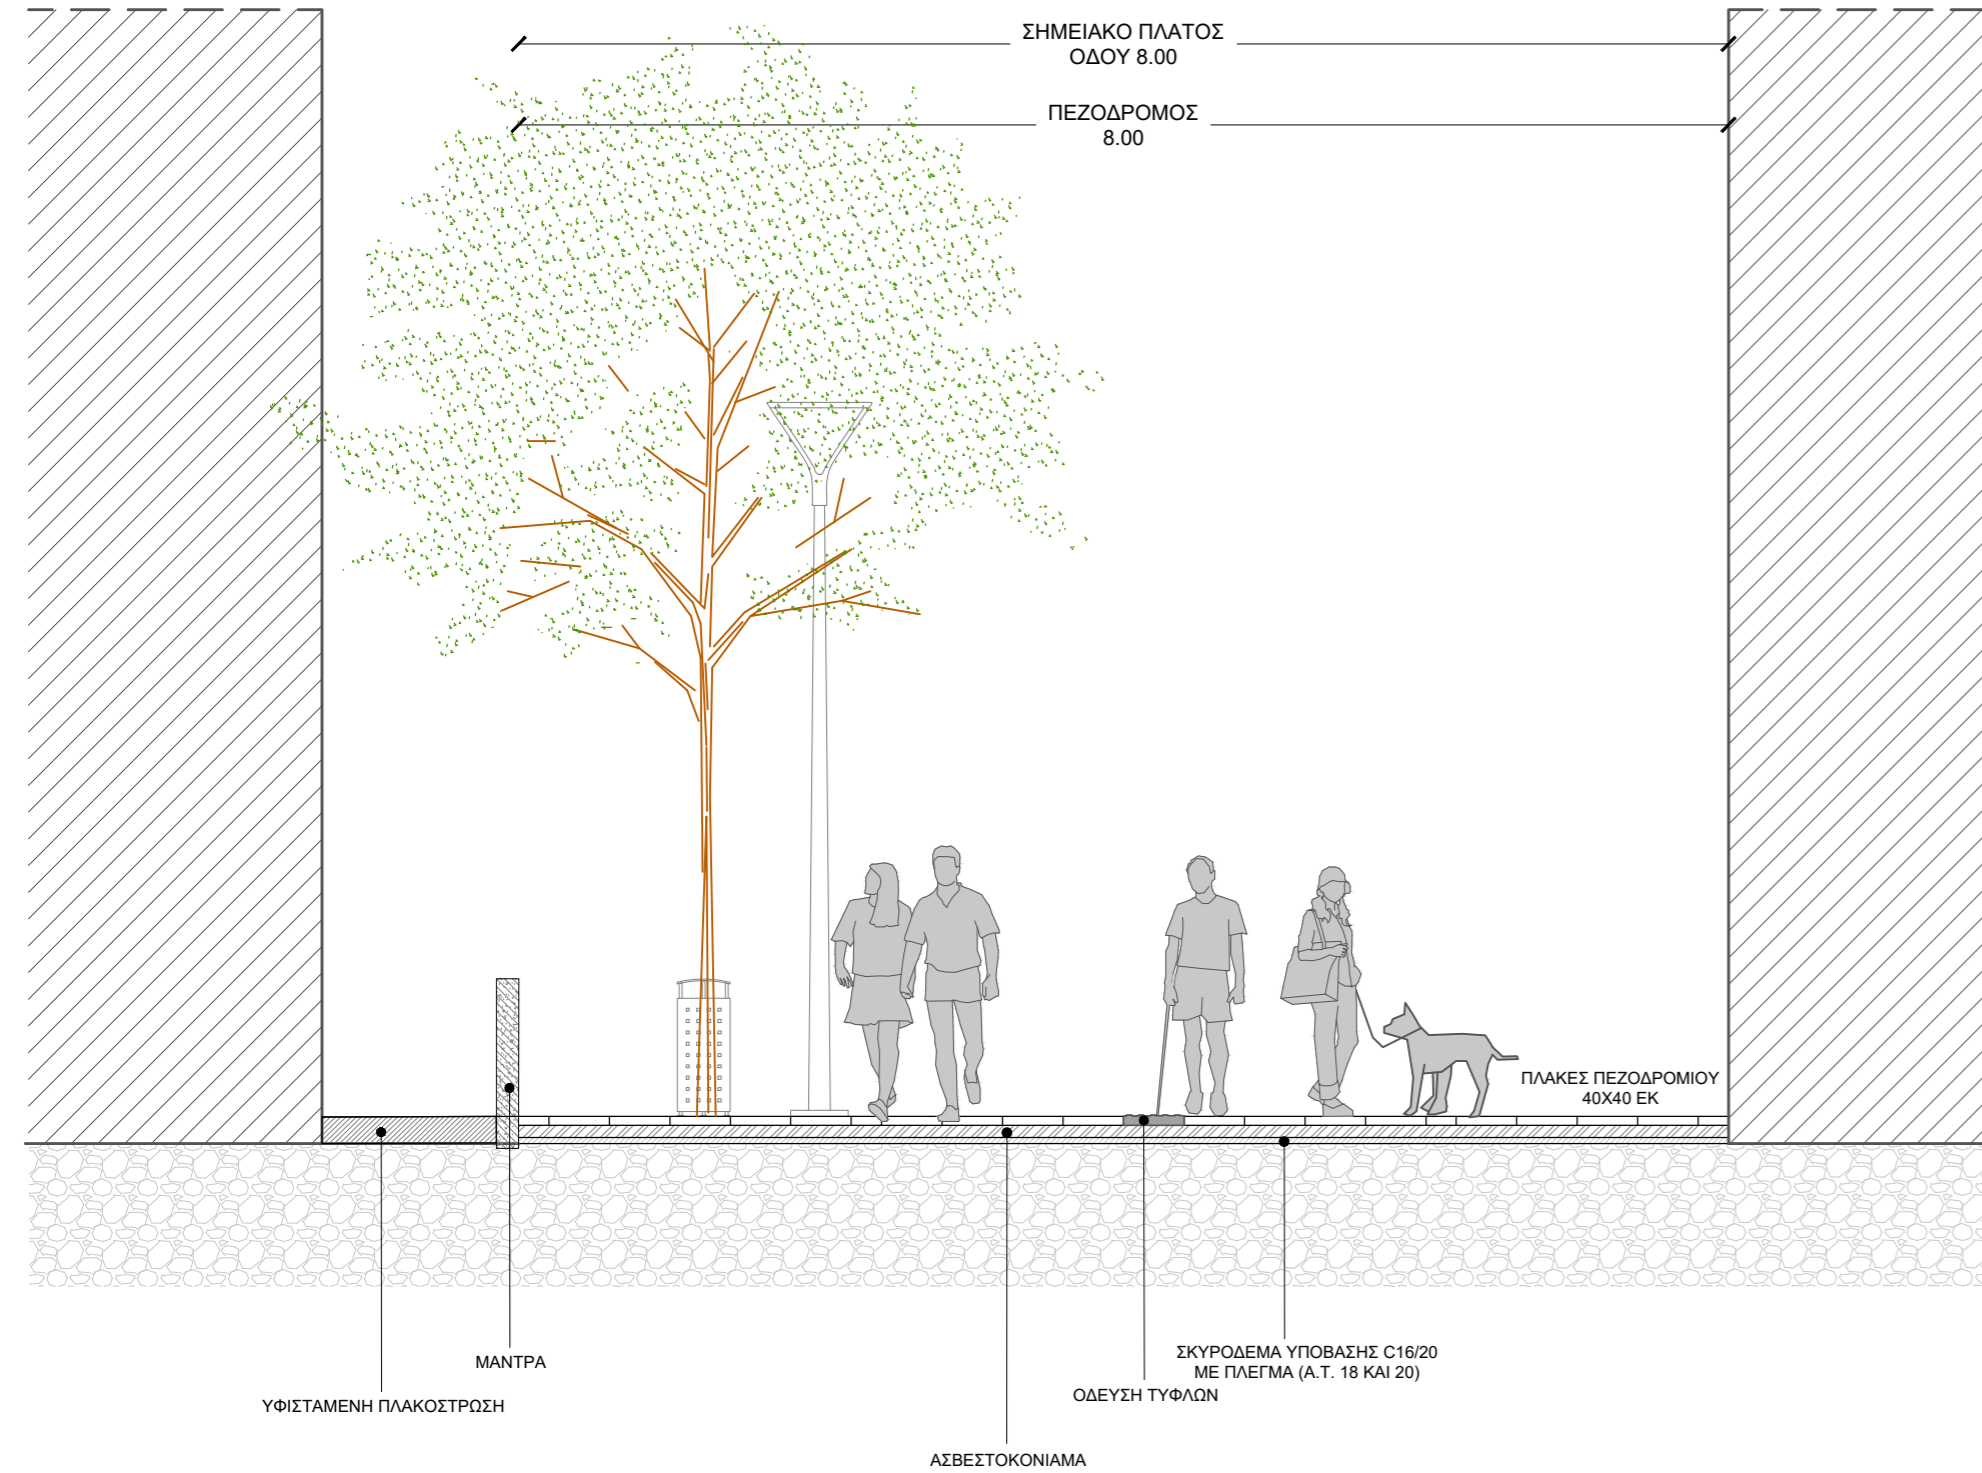 ΣΗΜΕΙΑΚΟ ΠΛΑΤΟΣ
ΟΔΟΥ 8.00
ΠΕΖΟΔΡΟΜΟΣ
8.00
ΠΛΑΚΕΣ ΠΕΖΟΔΡΟΜΙΟΥ
40Χ40 ΕΚ
ΣΚΥΡΟΔΕΜΑ ΥΠΟΒΑΣΗΣ C16/20
ΜΕ ΠΛΕΓΜΑ (Α.Τ. 18 ΚΑΙ 20)
ΜΑΝΤΡΑ
ΟΔΕΥΣΗ ΤΥΦΛΩΝ
ΥΦΙΣΤΑΜΕΝΗ ΠΛΑΚΟΣΤΡΩΣΗ
ΑΣΒΕΣΤΟΚΟΝΙΑΜΑ